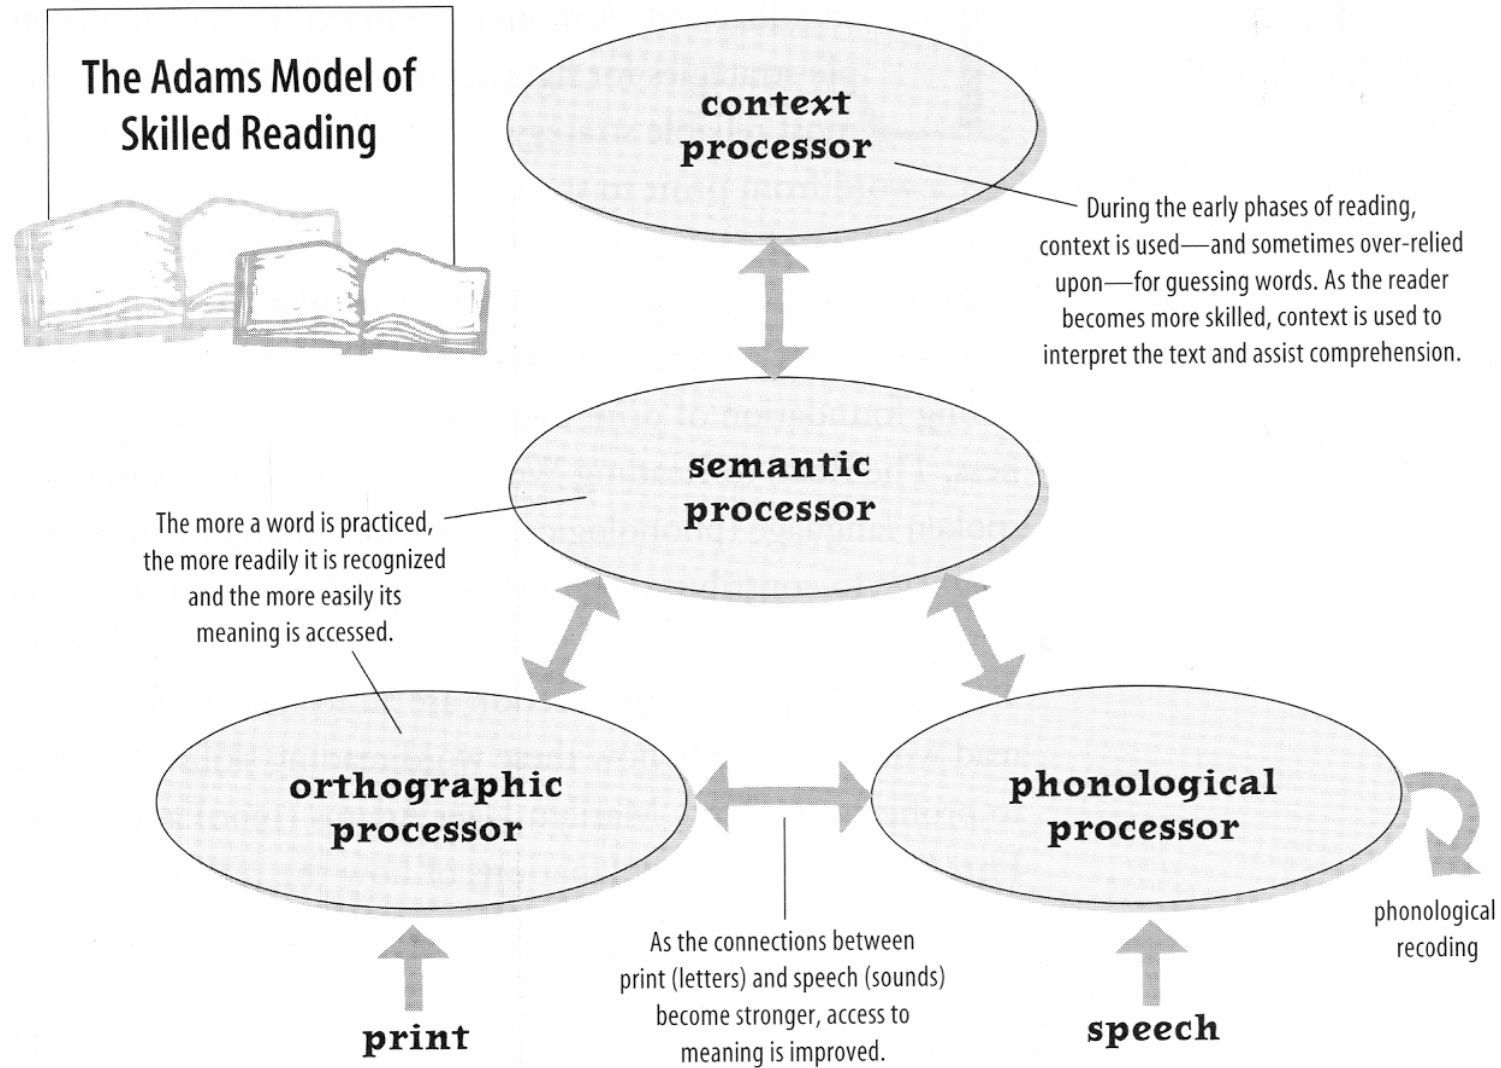 The Adams Model of
Skilled Reading
context
processor
During the early phases of reading,
context is used—and sometimes over-relied
upon—for guessing words. As the reader
becomes more skilled, context is used to
interpret the text and assist comprehension.
semantic
processor
The more a word is practiced,
the more readily it is recognized
and the more easily its
meaning is accessed.
orthographic
processor
phonological
processor
phonological
recoding
As the connections between
print (letters) and speech (sounds)
become stronger, access to
meaning is improved.
print
speech